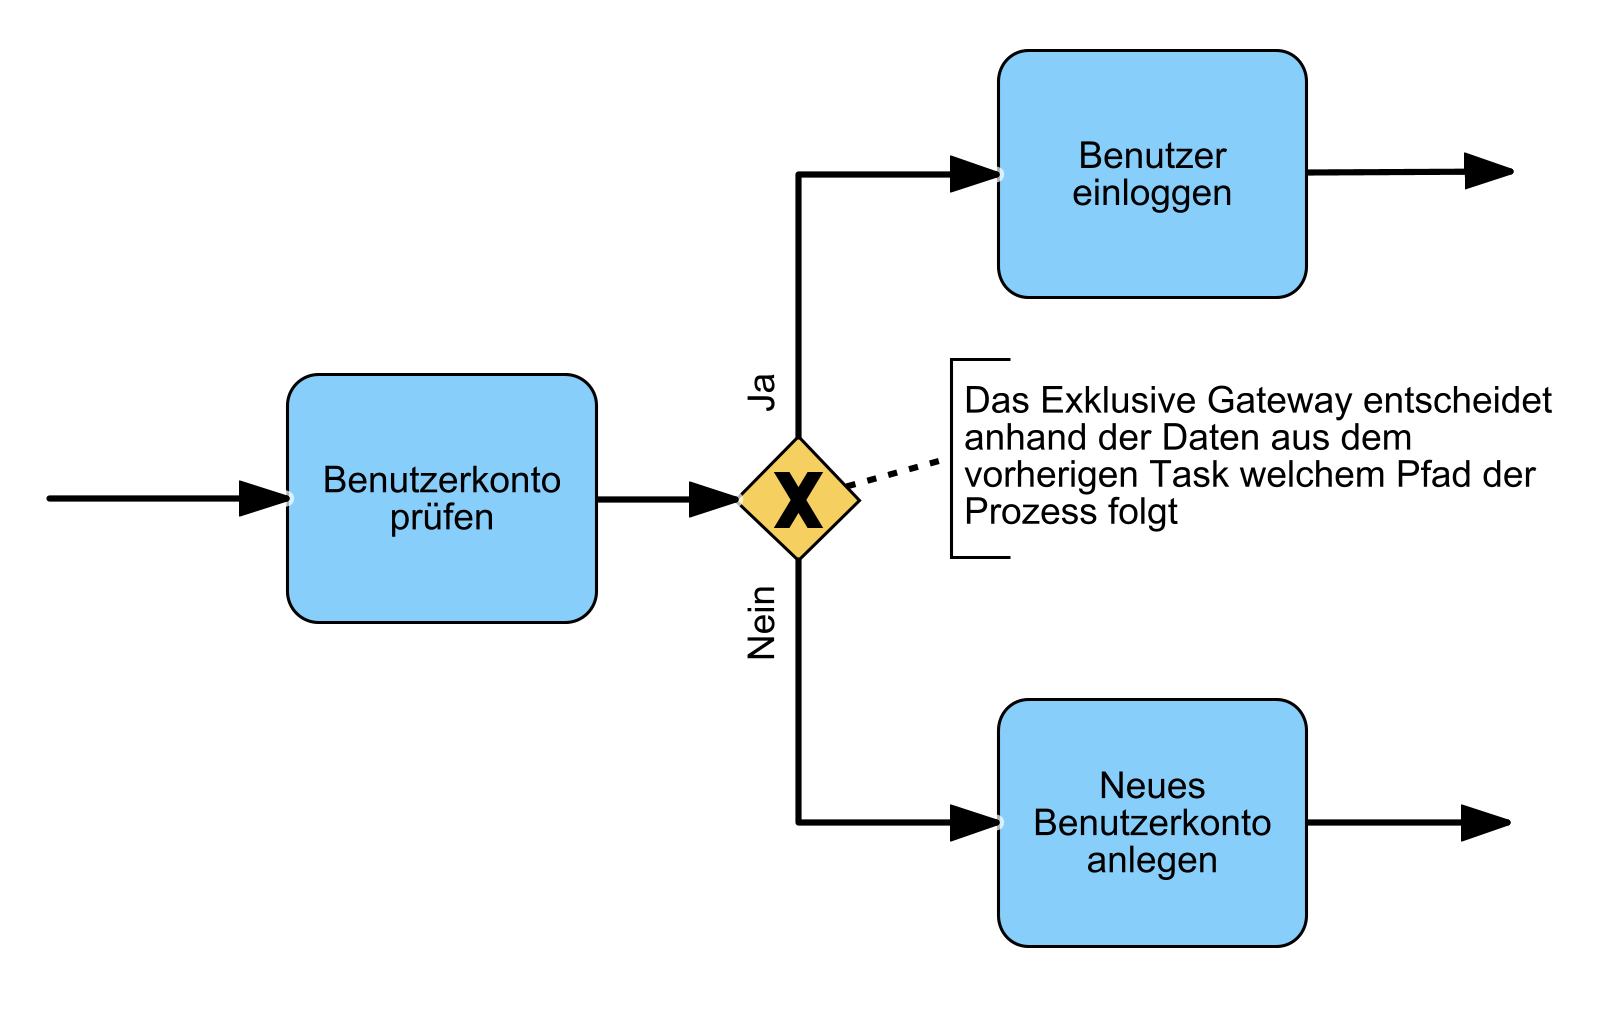 Benutzer
einloggen
Ja
Das Exklusive Gateway entscheidet
anhand der Daten aus dem
vorherigen Task welchem Pfad der
Prozess folgt
Benutzerkonto
prüfen
X
Nein
Neues
Benutzerkonto
anlegen